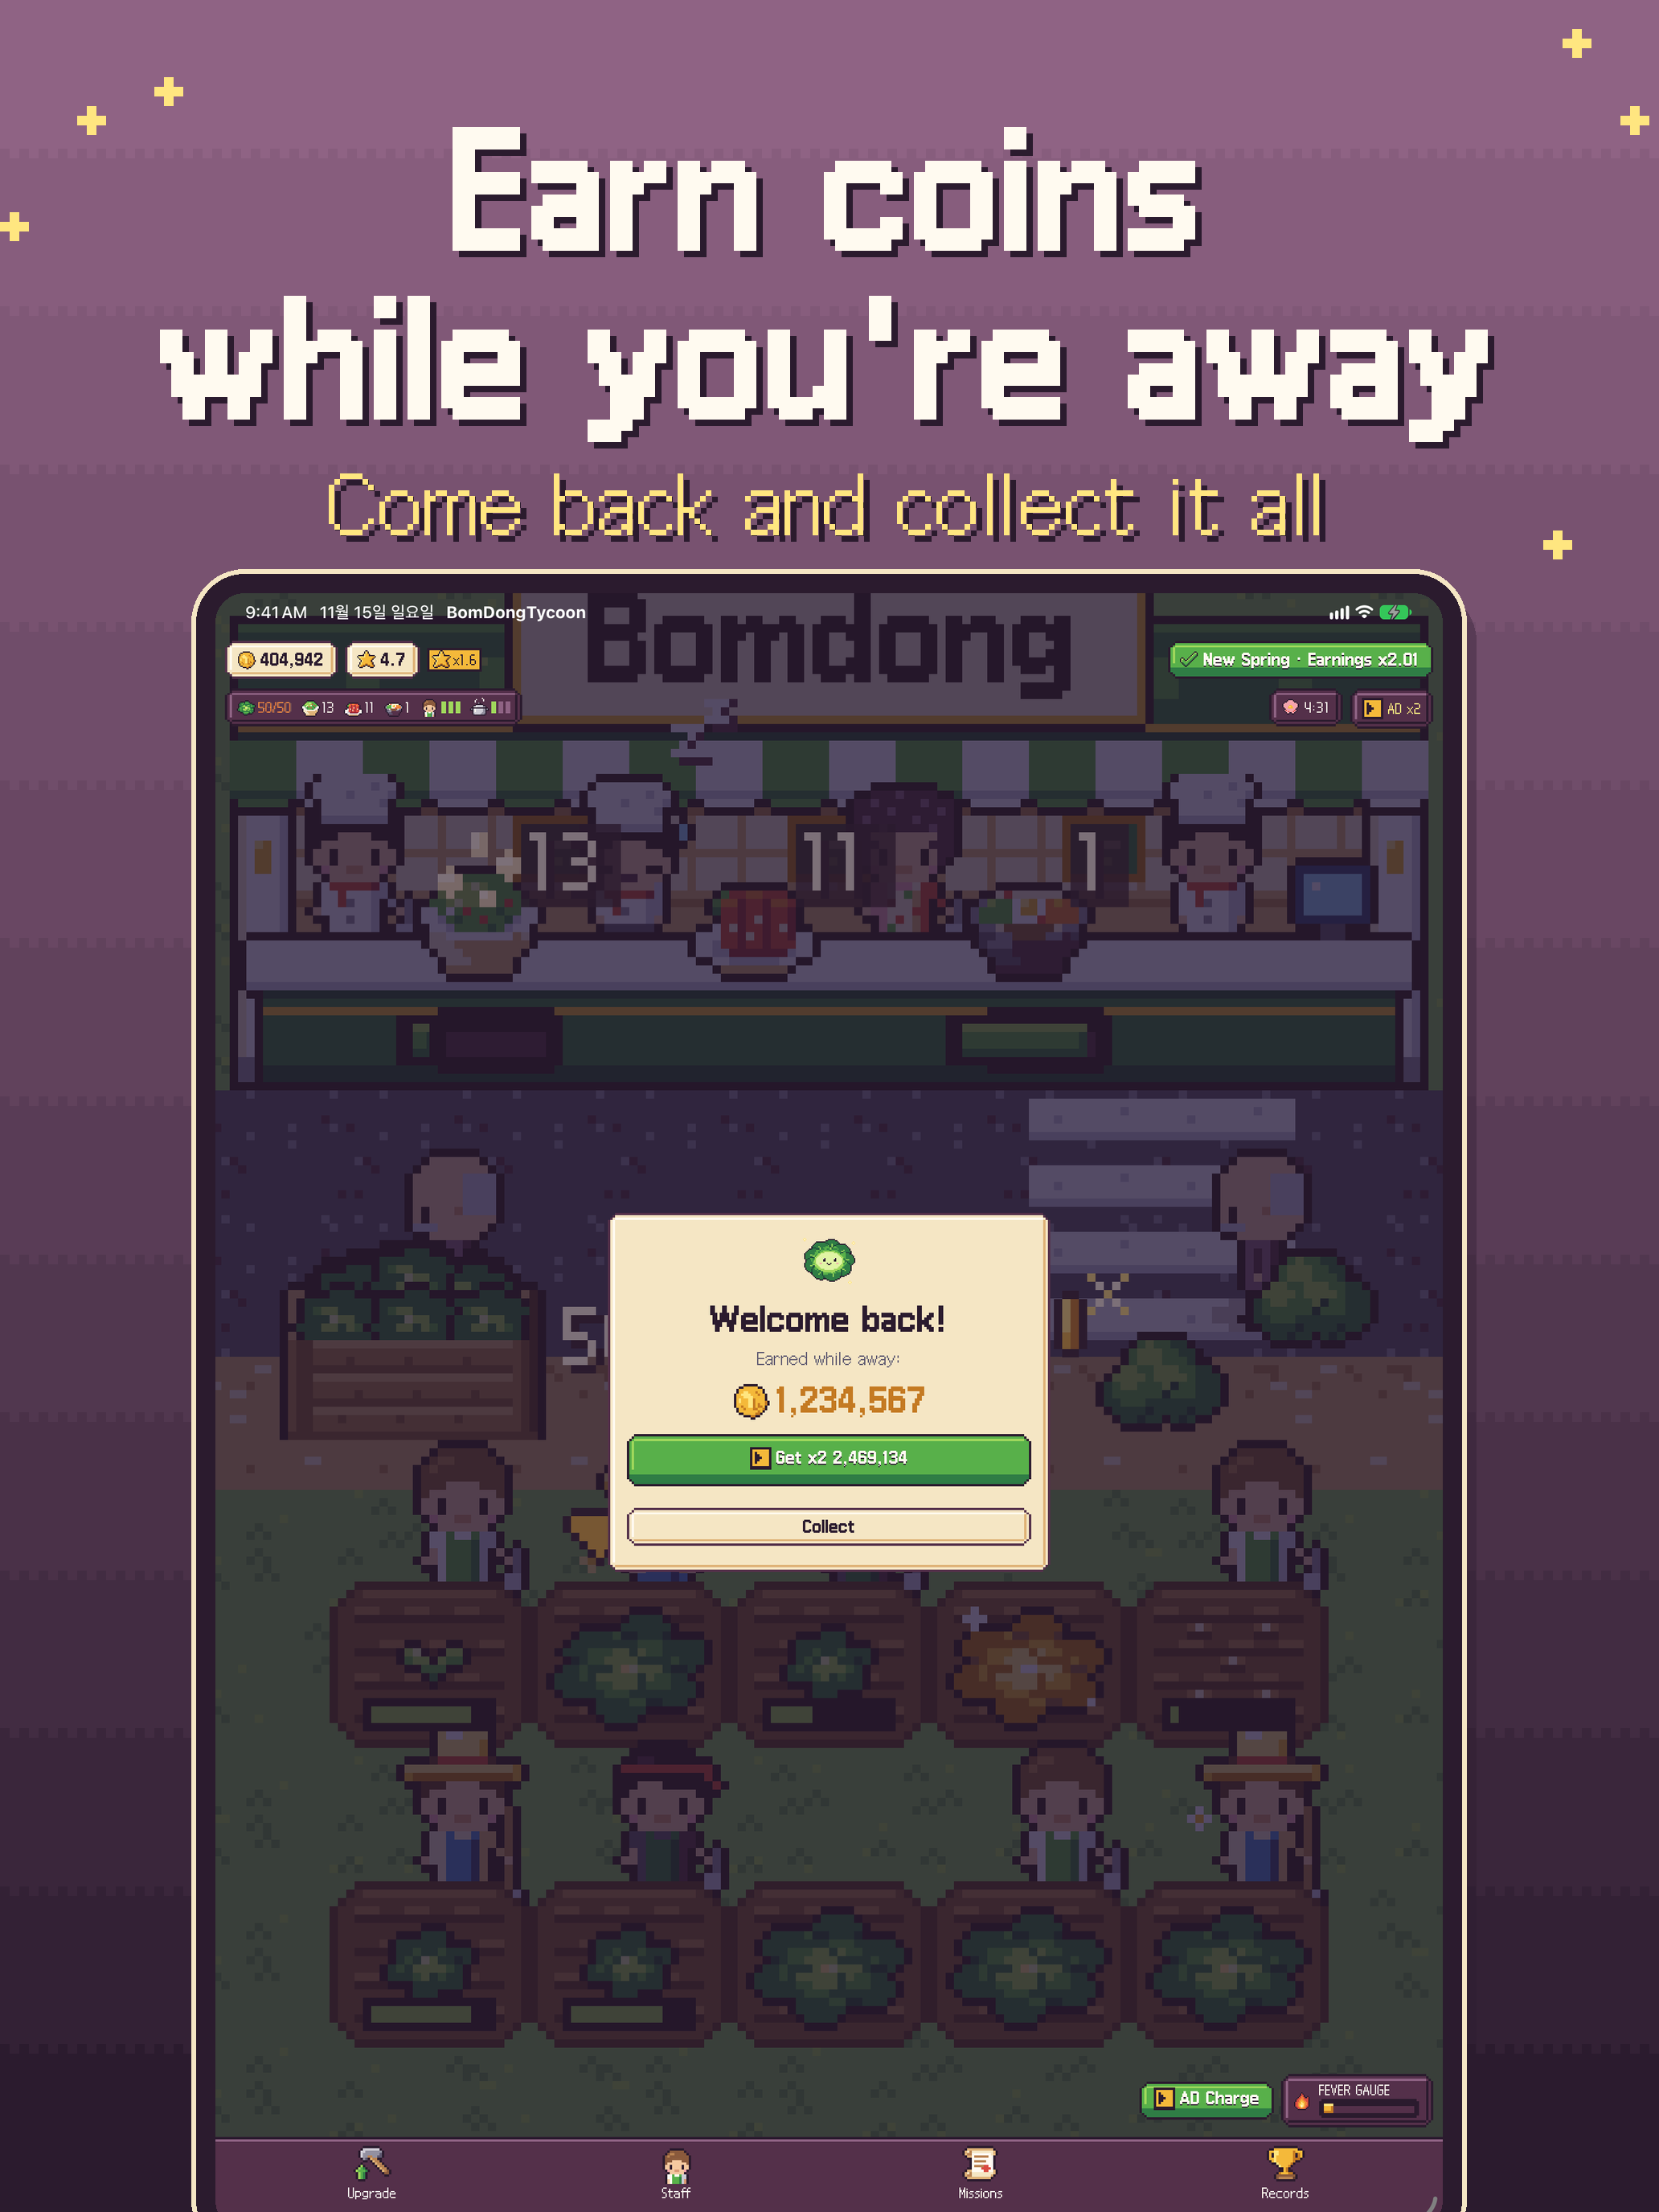 Earn coins
while you're away
Come back and collect it all
9:41 AM 11월 15일 일요일 BomDongTycoon
Bomdong
404,942 4.7 x1.6 New Spring · Earnings x2.01
50/50 13 11 1 4:31 AD x2
13 11 1
Welcome back!
Earned while away:
1,234,567
Get x2 2,469,134
Collect
AD Charge
FEVER GAUGE
Upgrade Staff Missions Records